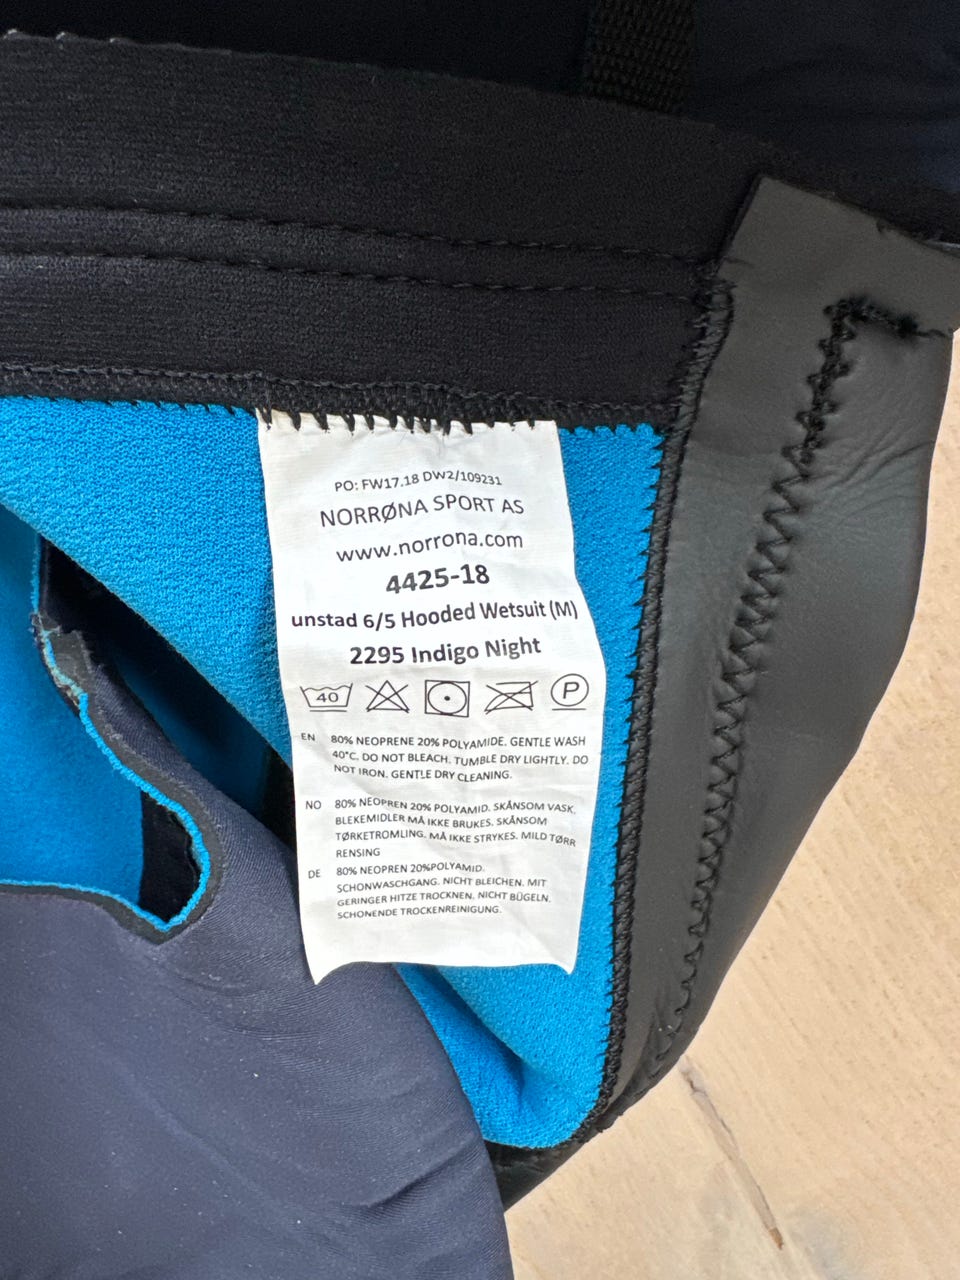 PO: FW17.18 DW2/109231
NORRØNA SPORT AS
www.norrona.com
4425-18
unstad 6/5 Hooded Wetsuit (M)
2295 Indigo Night
40 P
EN 80% NEOPRENE 20% POLYAMIDE. GENTLE WASH
40°C. DO NOT BLEACH. TUMBLE DRY LIGHTLY. DO
NOT IRON. GENTLE DRY CLEANING.
NO 80% NEOPREN 20% POLYAMID. SKÅNSOM VASK.
BLEKEMIDLER MÅ IKKE BRUKES. SKÅNSOM
TØRKETROMLING. MÅ IKKE STRYKES. MILD TØRR
RENSING
DE 80% NEOPREN 20%POLYAMID.
SCHONWASCHGANG. NICHT BLEICHEN. MIT
GERINGER HITZE TROCKNEN. NICHT BÜGELN.
SCHONENDE TROCKENREINIGUNG.